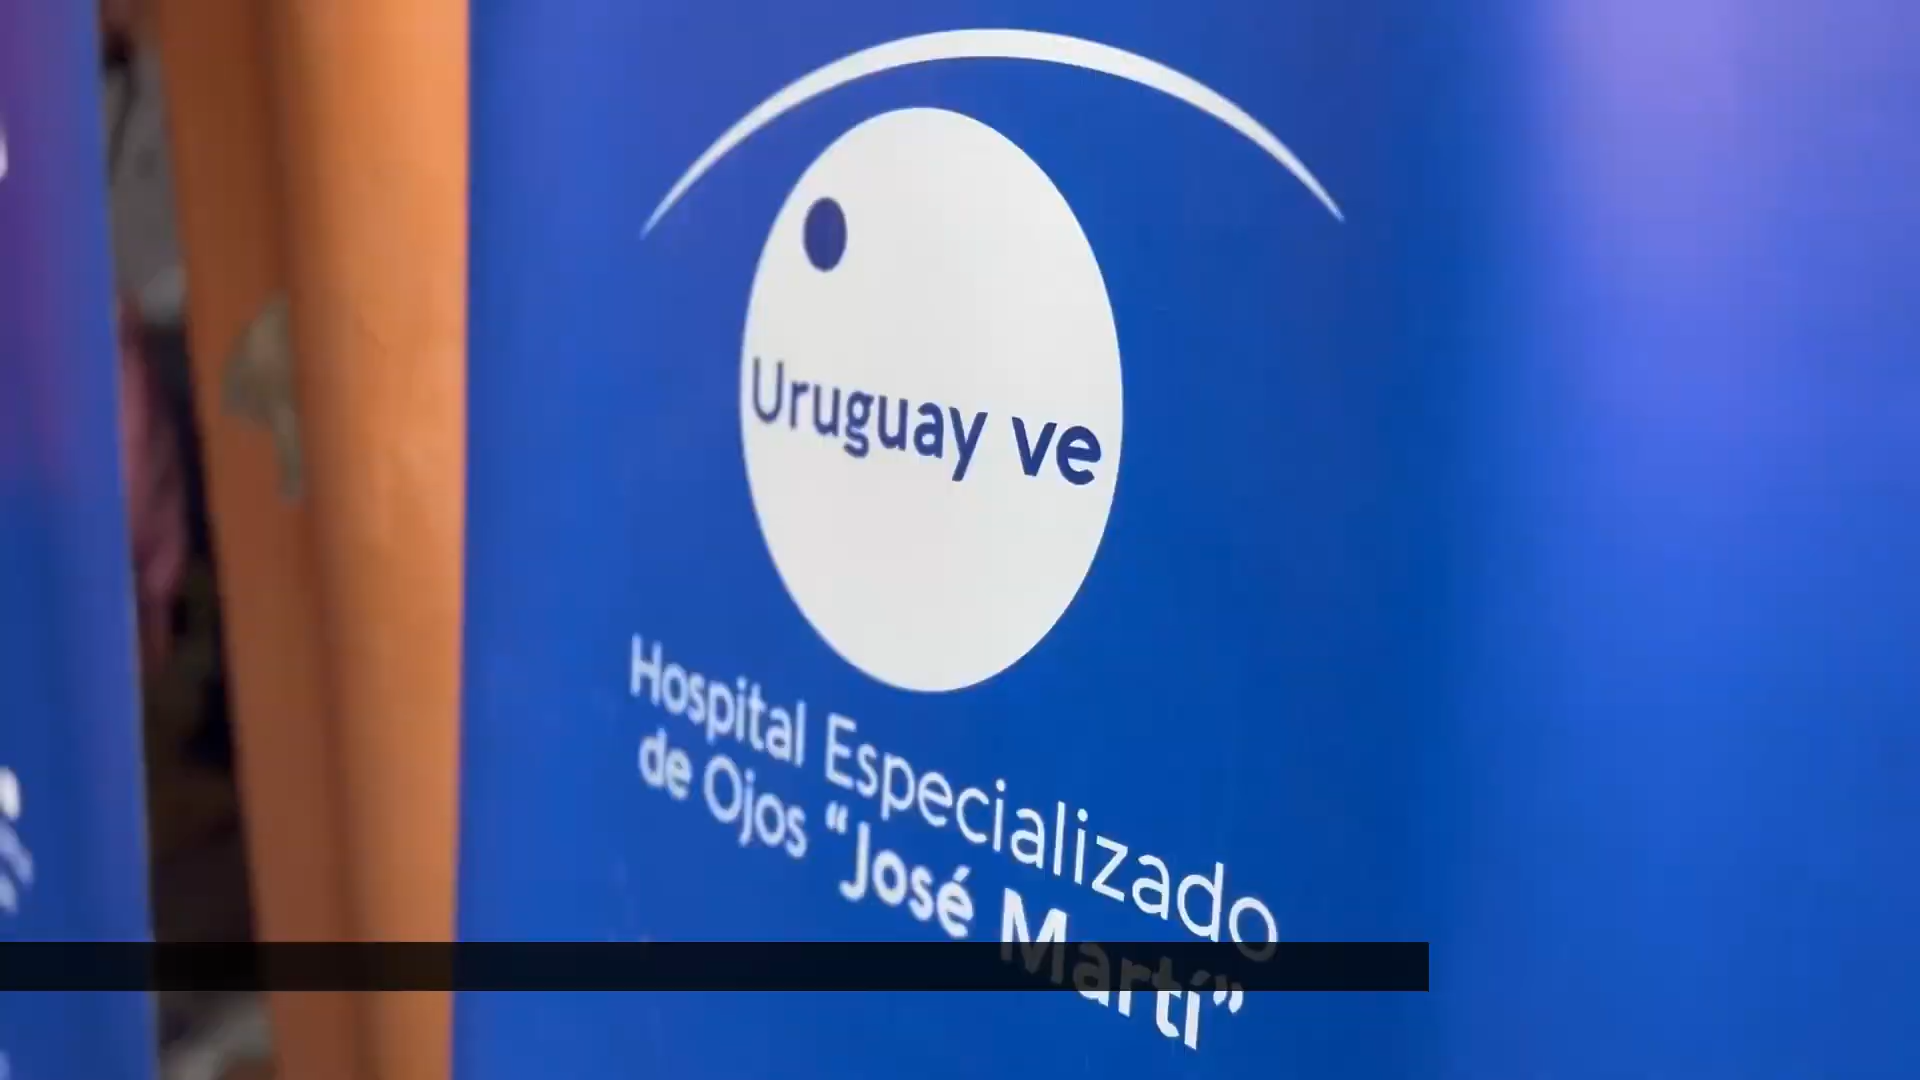 Uruguay ve
Hospital Especializado
de Ojos “José Martí”